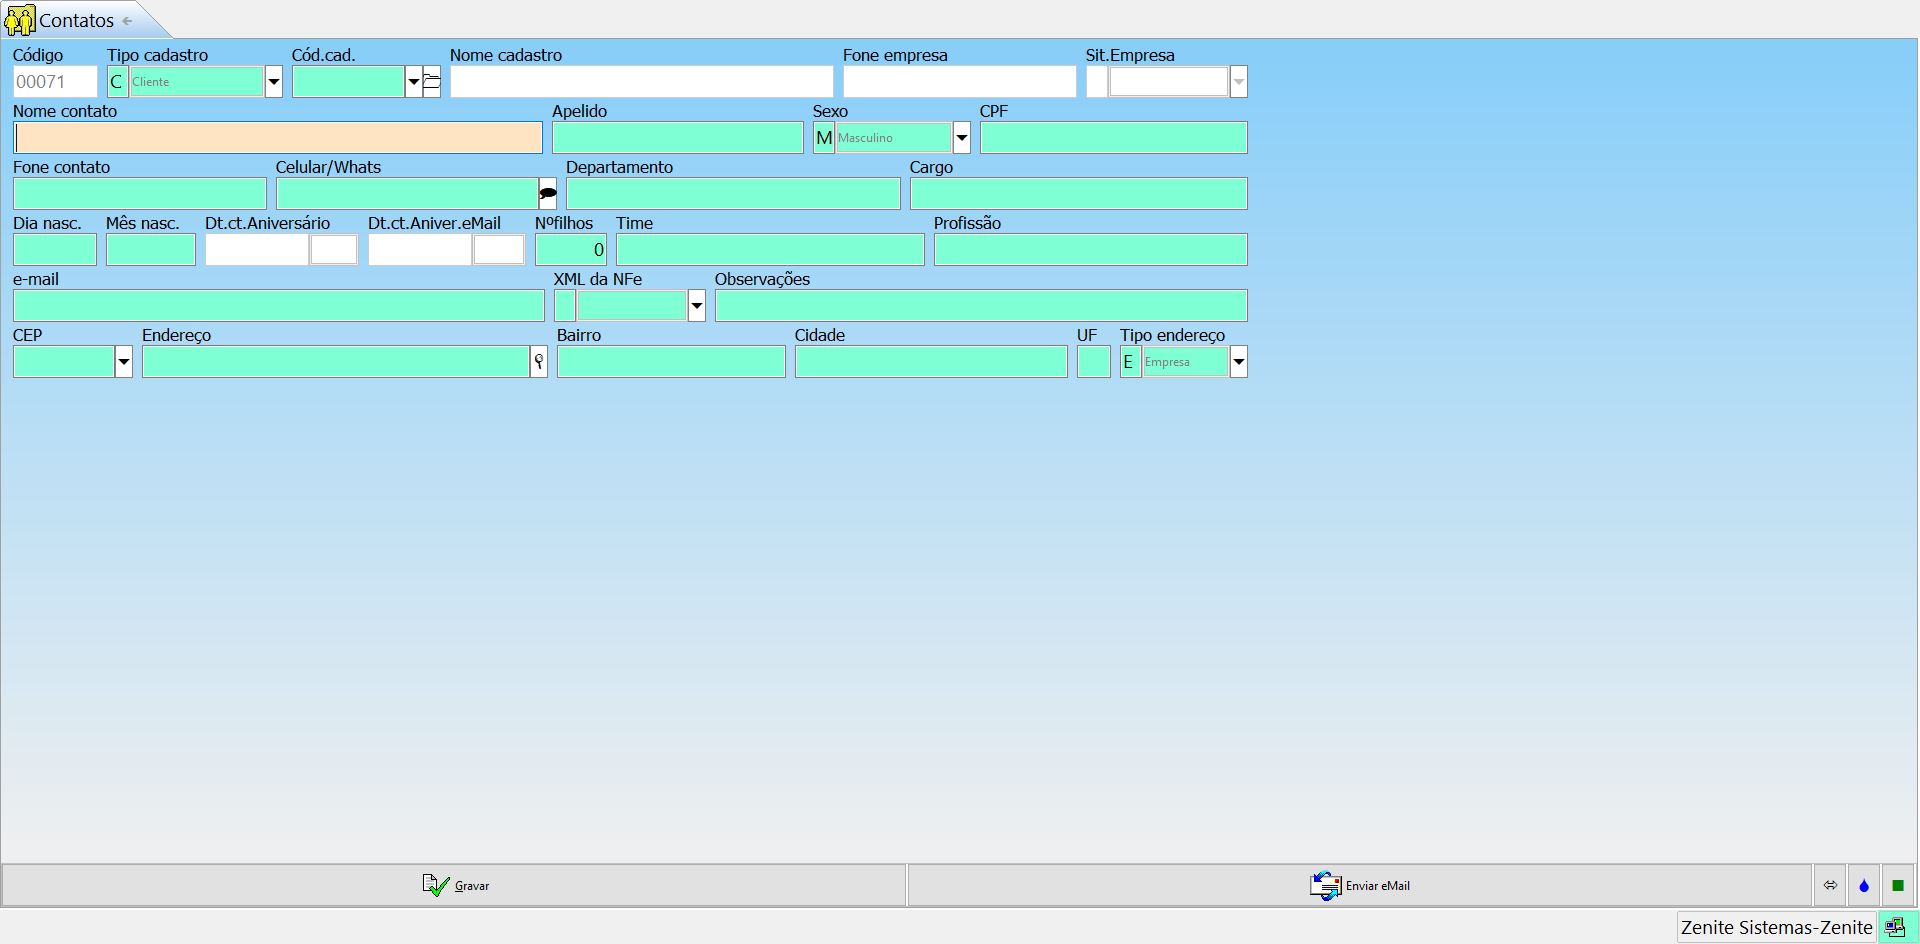 Contatos
Código Tipo cadastro Cód.cad. Nome cadastro Fone empresa Sit.Empresa
00071 C Cliente
Nome contato Apelido Sexo CPF
M Masculino
Fone contato Celular/Whats Departamento Cargo
Dia nasc. Mês nasc. Dt.ct.Aniversário Dt.ct.Aniver.eMail Nºfilhos Time Profissão
0
e-mail XML da NFe Observações
CEP Endereço Bairro Cidade UF Tipo endereço
E Empresa
Gravar Enviar eMail
Zenite Sistemas-Zenite